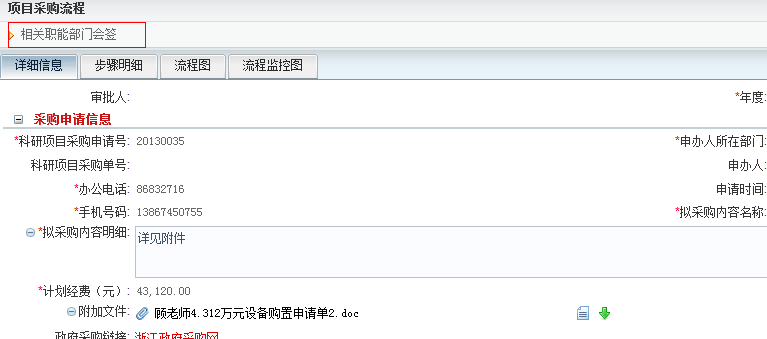 项目采购流程
相关职能部门会签
详细信息 步骤明细 流程图 流程监控图
审批人: *年度:
采购申请信息
*科研项目采购申请号: 20130035 *申办人所在部门:
科研项目采购单号: 申办人:
*办公电话: 86832716 申请时间:
*手机号码: 13867450755 *拟采购内容名称:
*拟采购内容明细: 详见附件
*计划经费（元）: 43,120.00
附加文件: 顾老师4.312万元设备购置申请单2.doc
政府采购链接: 浙江政府采购网